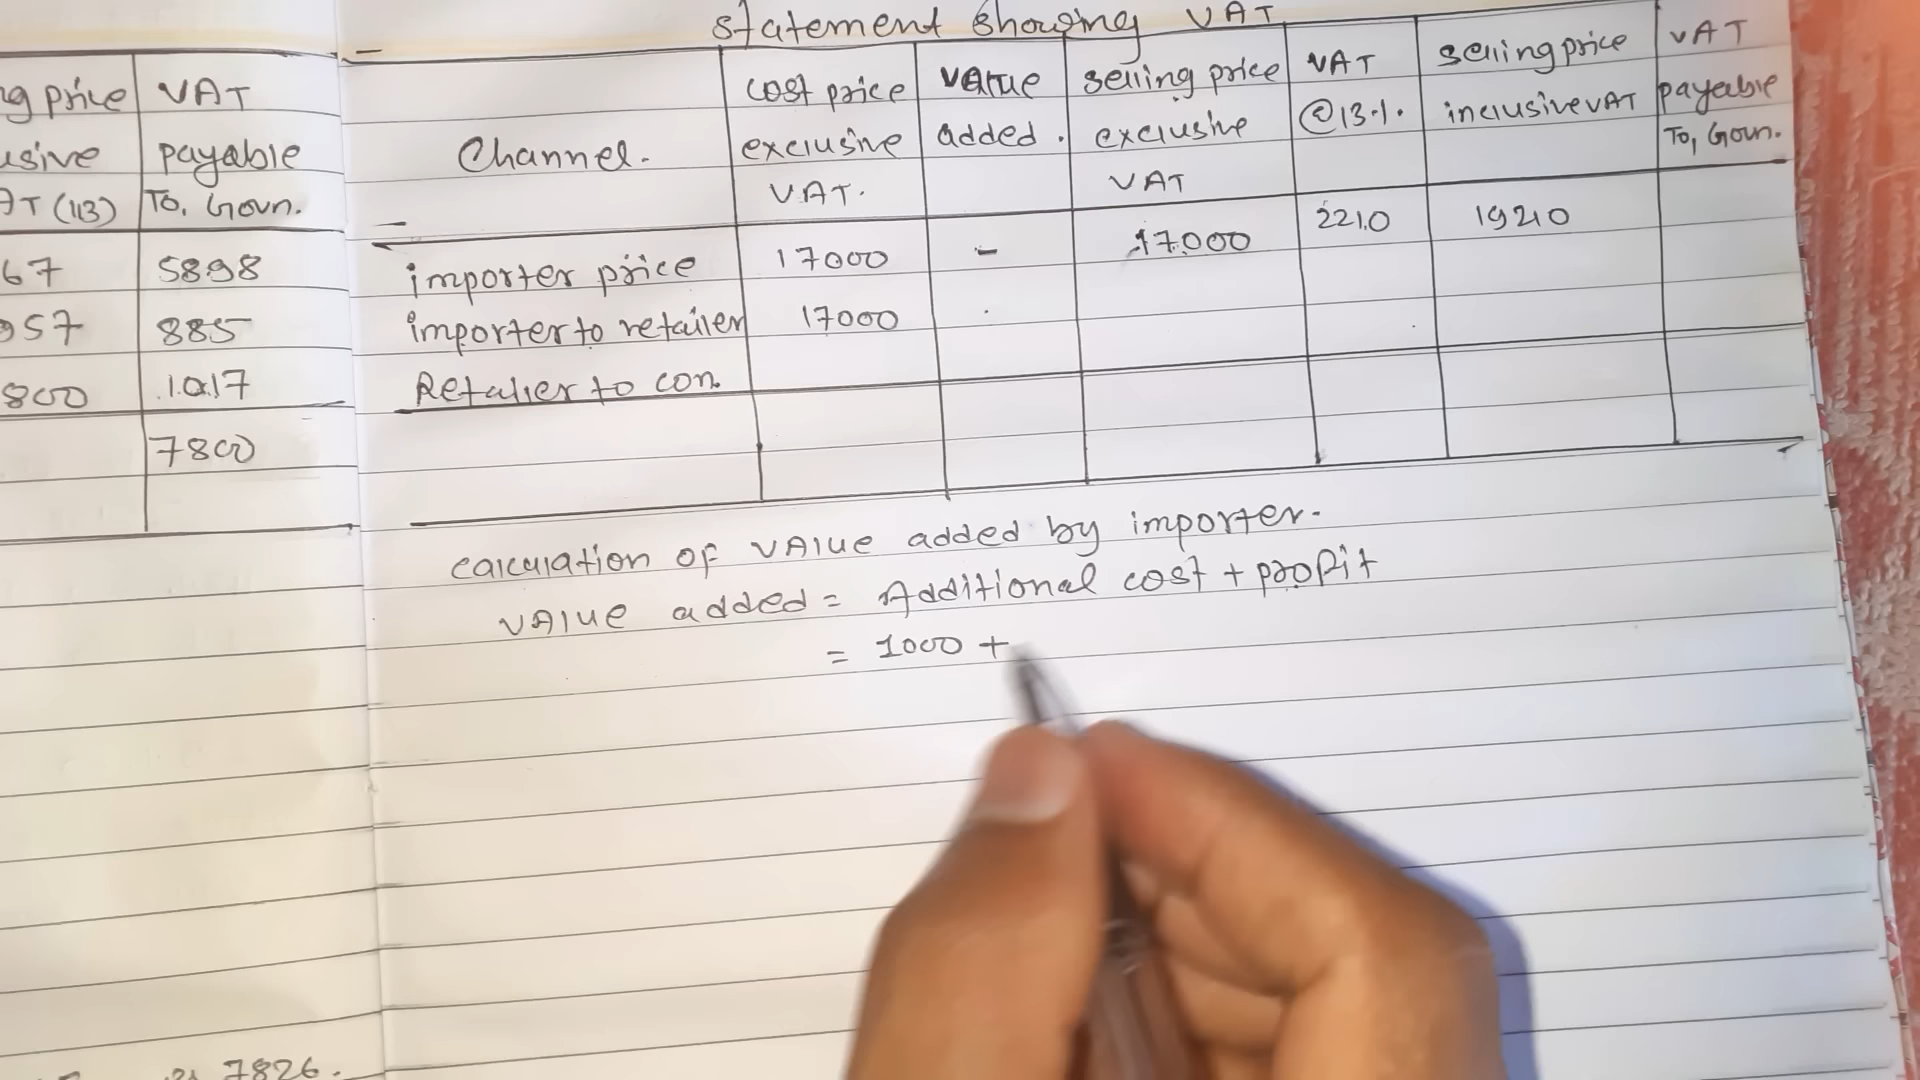 statement showing VAT
ng price VAT
usive payable
AT (113) To, Govn.
67 5898
957 885
800 1017
7800
7826.
Channel. cost price exclusive VAT. value added. selling price exclusive VAT VAT @13%. selling price inclusive VAT VAT payable To, Govn.
importer price 17000 - 17000 2210 19210
importer to retailer 17000
Retalier to con.
calculation of value added by importer.
value added = Additional cost + profit
= 1000 +